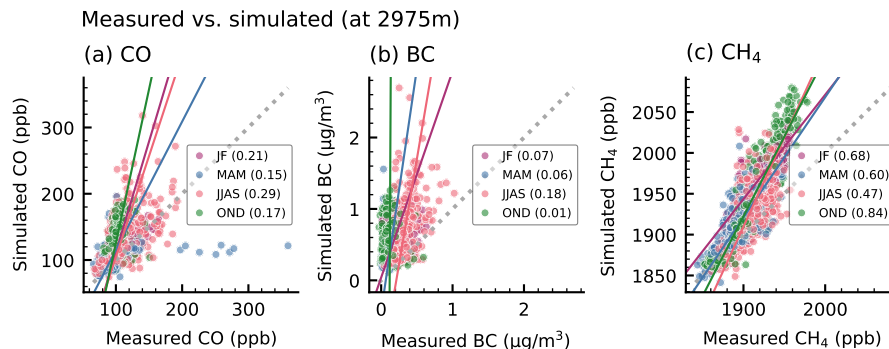 Measured vs. simulated (at 2975m)
(a) CO
(b) BC
(c) CH₄
Simulated CO (ppb)
300
200
100
JF (0.21)
MAM (0.15)
JJAS (0.29)
OND (0.17)
100
200
300
Measured CO (ppb)
Simulated BC (μg/m³)
2
1
0
JF (0.07)
MAM (0.06)
JJAS (0.18)
OND (0.01)
0
1
2
Measured BC (μg/m³)
Simulated CH₄ (ppb)
2050
2000
1950
1900
1850
JF (0.68)
MAM (0.60)
JJAS (0.47)
OND (0.84)
1900
2000
Measured CH₄ (ppb)